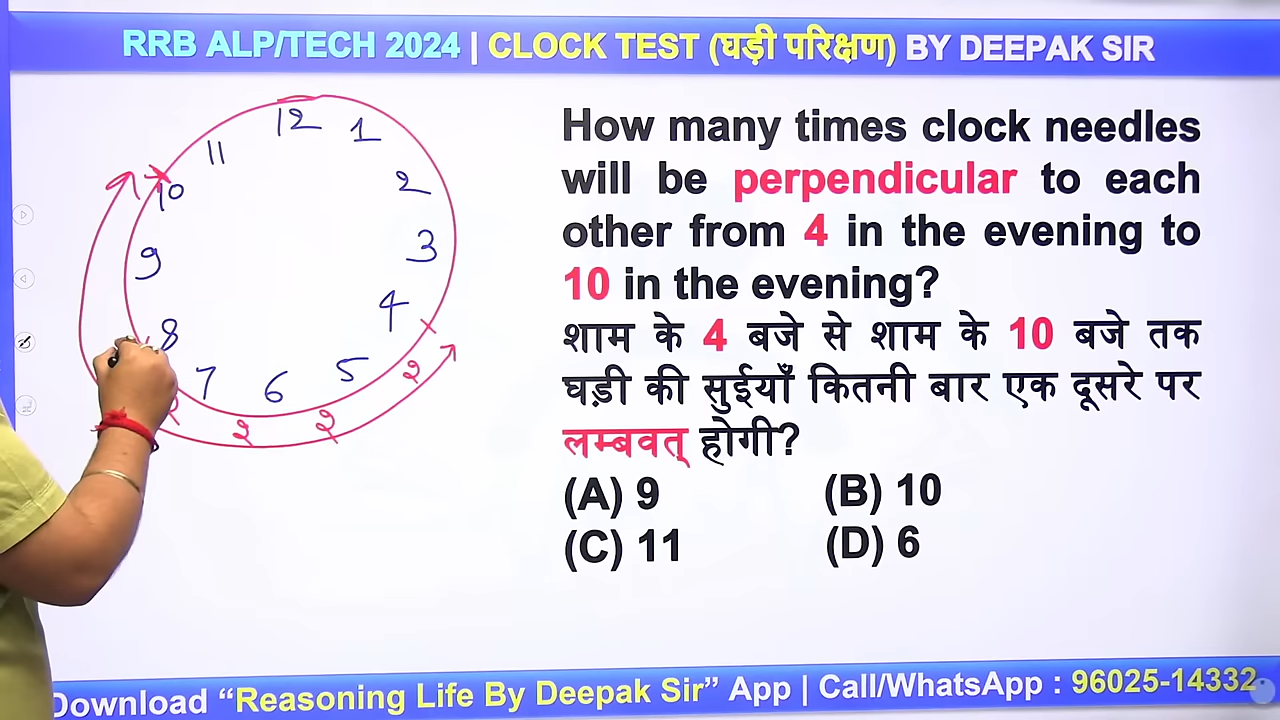 RRB ALP/TECH 2024 | CLOCK TEST (घड़ी परिक्षण) BY DEEPAK SIR
12
1
11
2
10
3
9
4
8
5
7
6
2
2
2
2
How many times clock needles
will be perpendicular to each
other from 4 in the evening to
10 in the evening?
शाम के 4 बजे से शाम के 10 बजे तक
घड़ी की सुईयाँ कितनी बार एक दूसरे पर
लम्बवत् होगी?
(A) 9 (B) 10
(C) 11 (D) 6
Download “Reasoning Life By Deepak Sir” App | Call/WhatsApp : 96025-14332